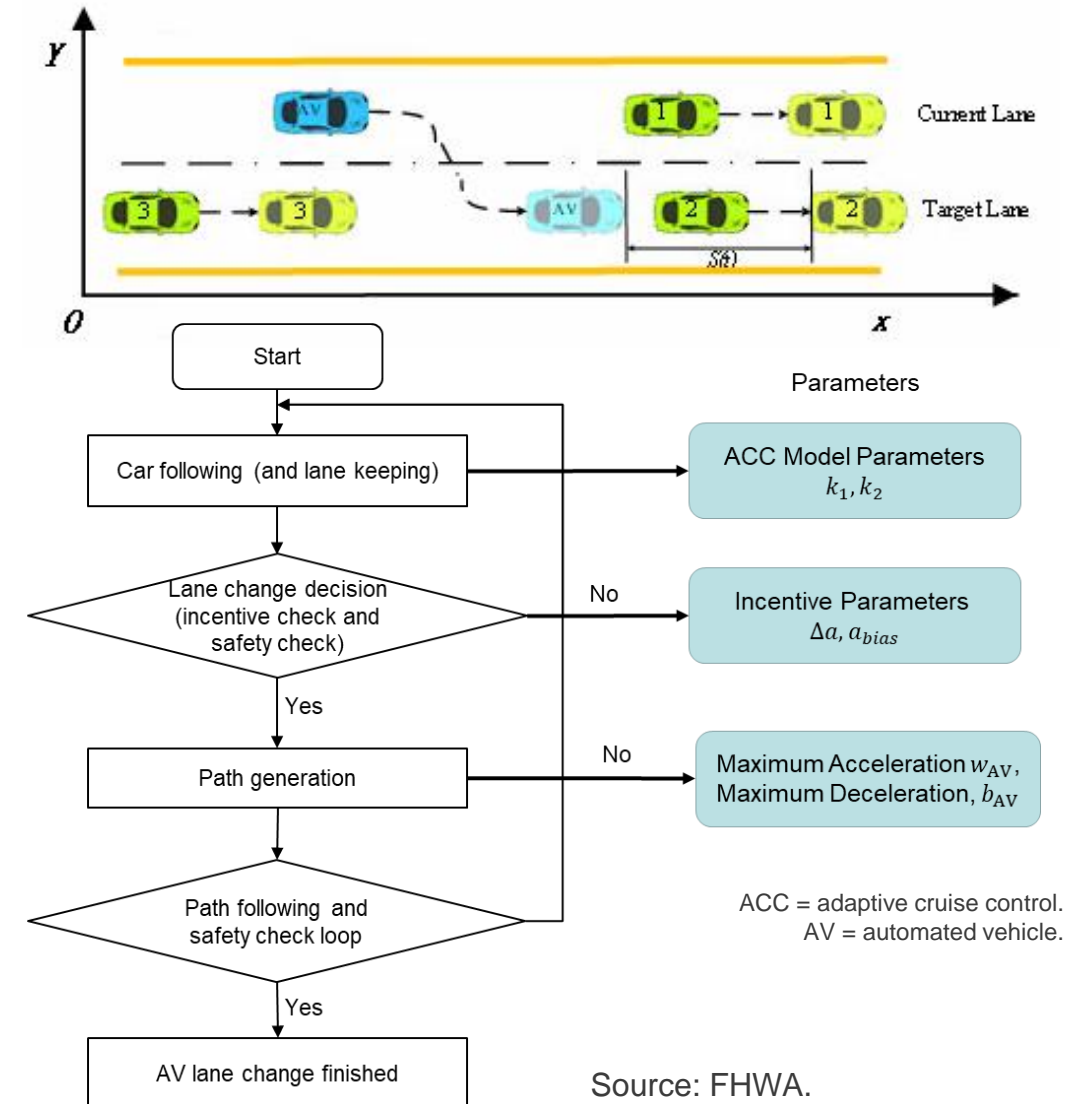 Y
AV
1
1
Current Lane
3
3
AV
2
2
Target Lane
S(t)
O
x
Start
Parameters
Car following (and lane keeping)
ACC Model Parameters
k₁, k₂
Lane change decision
(incentive check and
safety check)
No
Incentive Parameters
Δa, a_bias
Yes
Path generation
No
Maximum Acceleration w_AV,
Maximum Deceleration, b_AV
Path following and
safety check loop
ACC = adaptive cruise control.
AV = automated vehicle.
Yes
AV lane change finished
Source: FHWA.